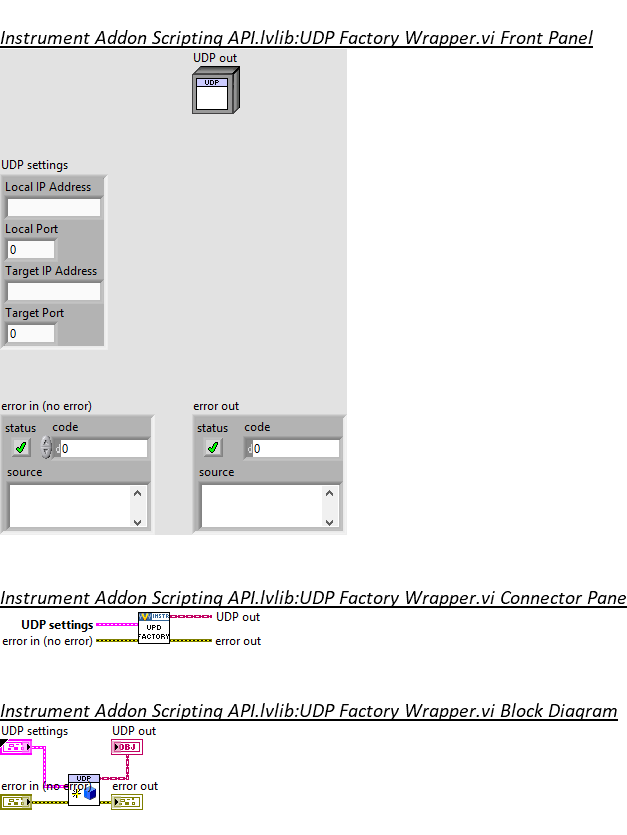 Instrument Addon Scripting API.lvlib:UDP Factory Wrapper.vi Front Panel
UDP out
UDP
UDP settings
Local IP Address
Local Port
0
Target IP Address
Target Port
0
error in (no error)
error out
status
code
status
code
d0
d0
source
source
Instrument Addon Scripting API.lvlib:UDP Factory Wrapper.vi Connector Pane
INSTR
UDP settings
UDP out
UPD
error in (no error)
FACTORY
error out
Instrument Addon Scripting API.lvlib:UDP Factory Wrapper.vi Block Diagram
UDP settings
UDP out
OBJ
UDP
error in (no error)
error out